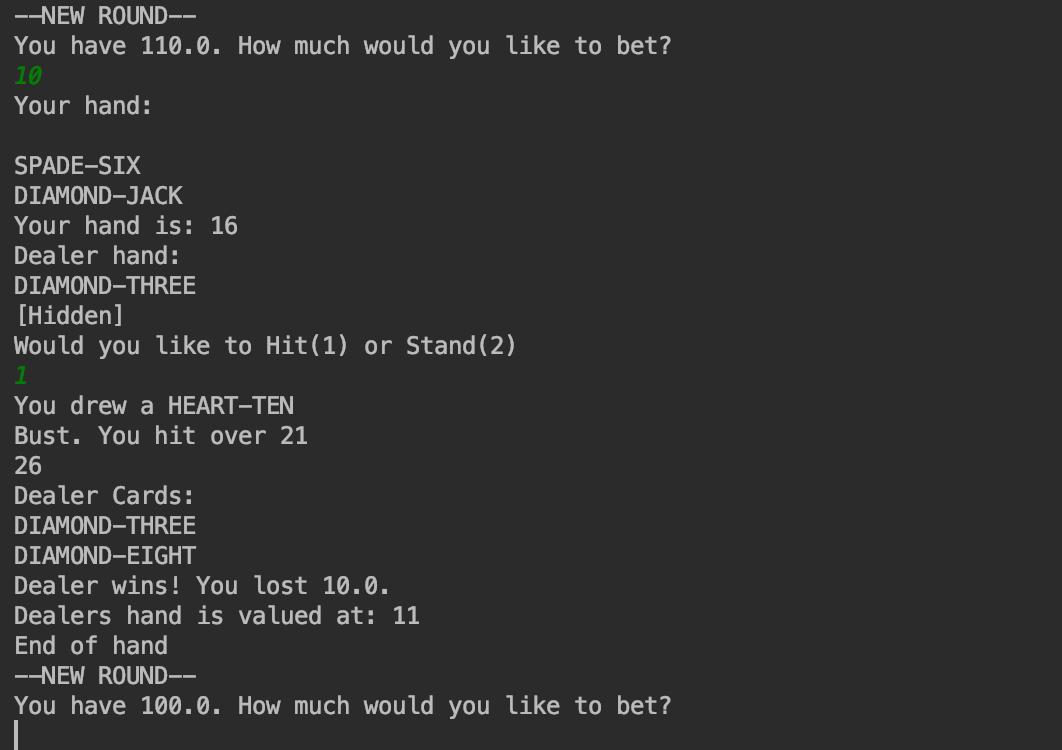 --NEW ROUND--
You have 110.0. How much would you like to bet?
10
Your hand:
SPADE-SIX
DIAMOND-JACK
Your hand is: 16
Dealer hand:
DIAMOND-THREE
[Hidden]
Would you like to Hit(1) or Stand(2)
1
You drew a HEART-TEN
Bust. You hit over 21
26
Dealer Cards:
DIAMOND-THREE
DIAMOND-EIGHT
Dealer wins! You lost 10.0.
Dealers hand is valued at: 11
End of hand
--NEW ROUND--
You have 100.0. How much would you like to bet?